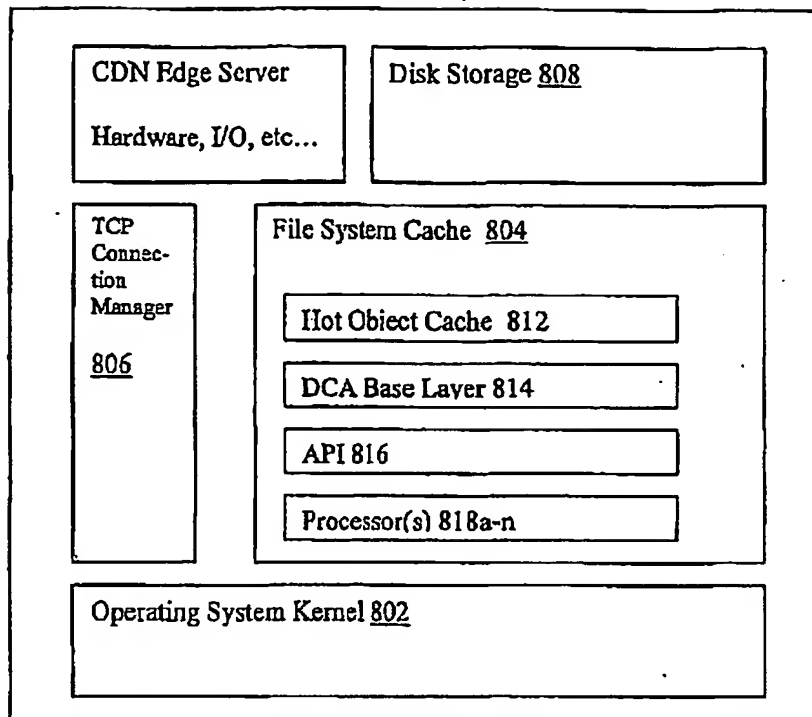 CDN Edge Server
Hardware, I/O, etc...
Disk Storage 808
TCP
Connec-
tion
Manager
806
File System Cache 804
Hot Object Cache 812
DCA Base Layer 814
API 816
Processor(s) 818a-n
Operating System Kernel 802